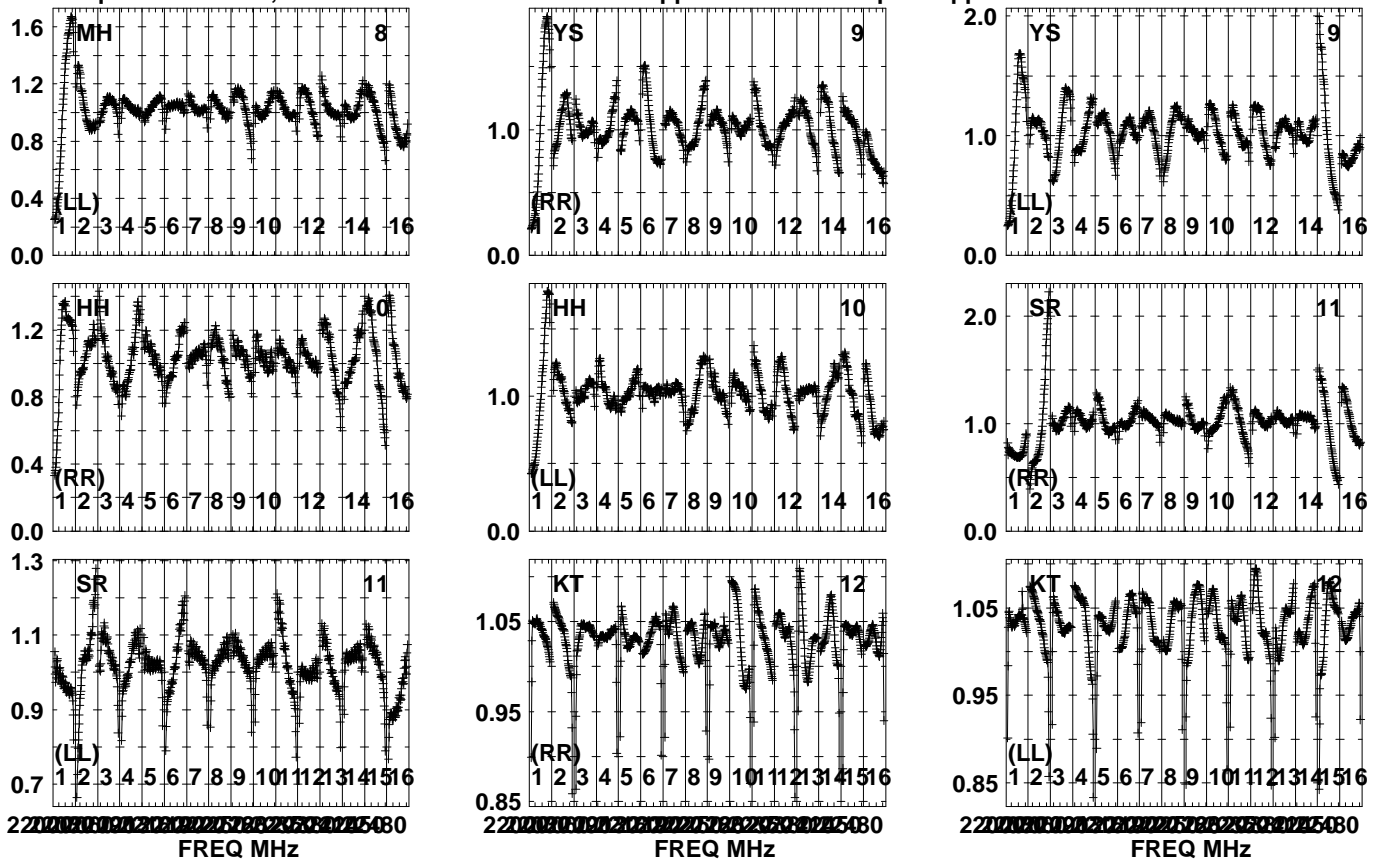 1.6 MH 8
1.2
0.8
0.4 (LL)
1 2 3 4 5 6 7 8 9 10 12 14 16
0.0
YS 9
1.0
(RR)
1 2 3 4 5 6 7 8 9 10 12 14 16
0.0
2.0 YS 9
1.0
(LL)
1 2 3 4 5 6 7 8 9 10 12 14 16
0.0
HH
1.2
0.8
0.4 (RR)
1 2 3 4 5 6 7 8 9 10 12 14 16
0.0
HH 10
1.0
(LL)
1 2 3 4 5 6 7 8 9 10 12 14 16
0.0
SR 11
2.0
1.0
(RR)
1 2 3 4 5 6 7 8 9 10 12 14 16
0.0
1.3 SR 11
1.1
0.9
(LL)
0.7 1 2 3 4 5 6 7 8 9 10 11 12 13 15 16
KT 12
1.05
0.95
(RR)
1 2 3 4 5 6 7 8 9 10 11 12 13 14 15 16
0.85
KT 12
1.05
0.95
(LL)
0.85 1 2 3 4 5 6 7 8 9 10 11 12 13 14 15 16
FREQ MHz
FREQ MHz
FREQ MHz